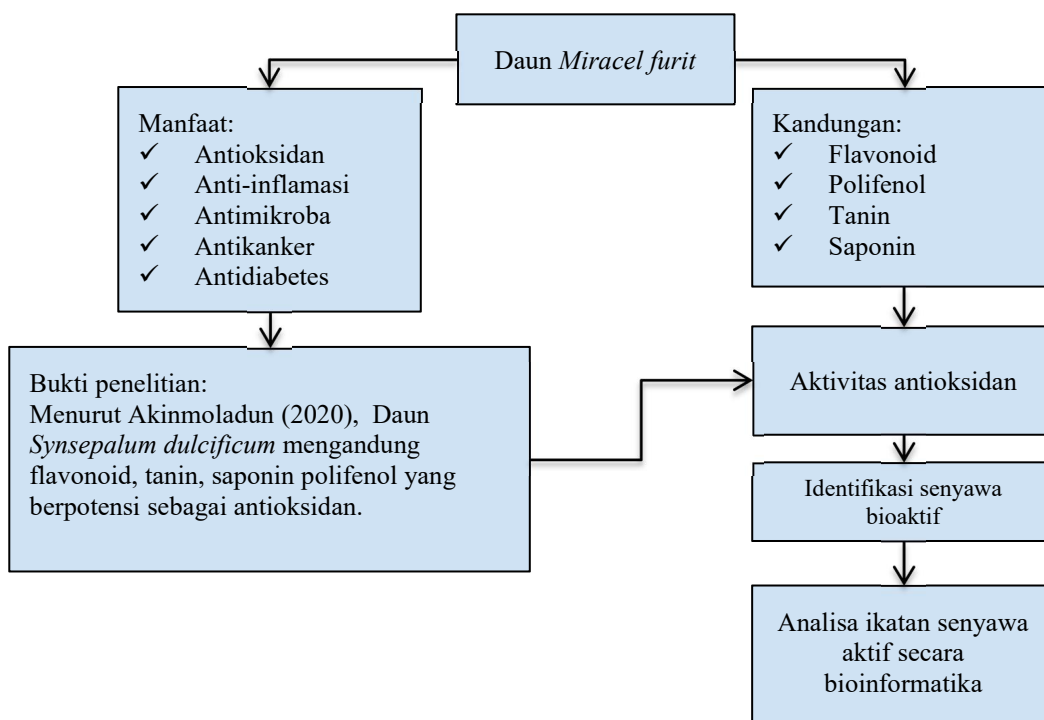 Daun Miracel furit
Manfaat:
✓ Antioksidan
✓ Anti-inflamasi
✓ Antimikroba
✓ Antikanker
✓ Antidiabetes
Kandungan:
✓ Flavonoid
✓ Polifenol
✓ Tanin
✓ Saponin
Bukti penelitian:
Menurut Akinmoladun (2020), Daun
Synsepalum dulcificum mengandung
flavonoid, tanin, saponin polifenol yang
berpotensi sebagai antioksidan.
Aktivitas antioksidan
Identifikasi senyawa
bioaktif
Analisa ikatan senyawa
aktif secara
bioinformatika